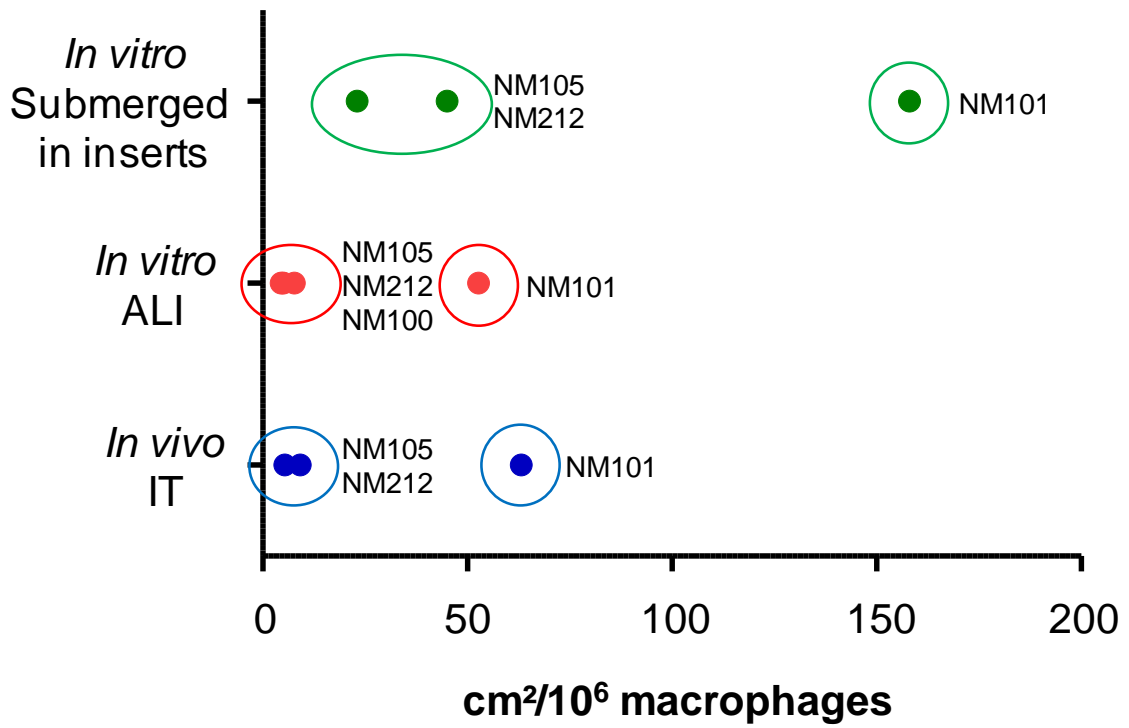 In vitro
Submerged
in inserts
NM105
NM212
NM101
In vitro
ALI
NM105
NM212
NM100
NM101
In vivo
IT
NM105
NM212
NM101
0 50 100 150 200
cm²/10⁶ macrophages